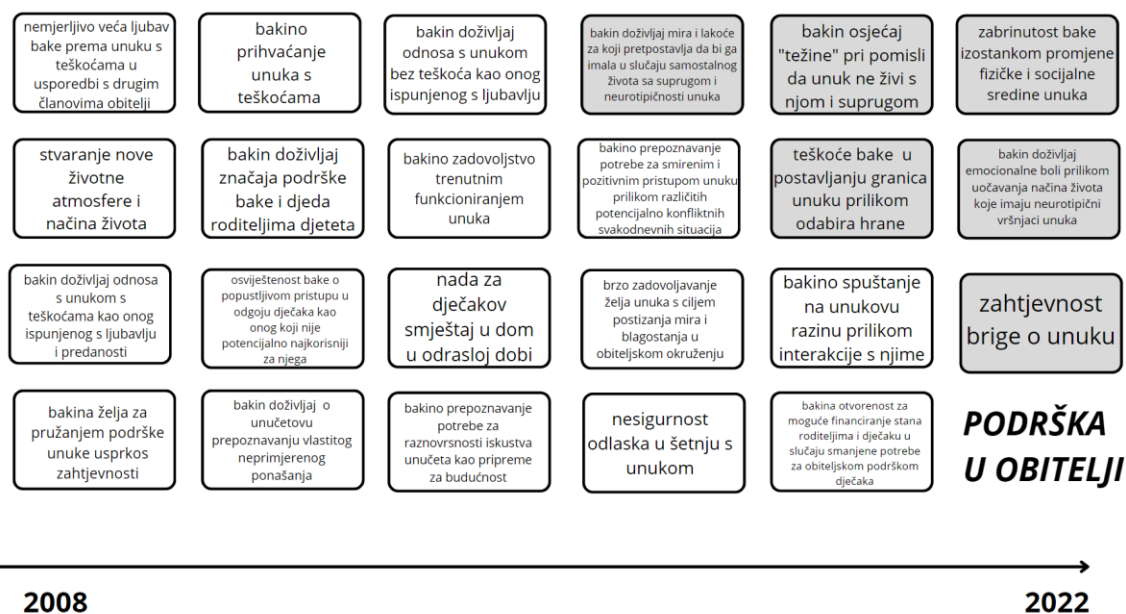 nemjerljivo veća ljubav
bake prema unuku s
teškoćama u
usporedbi s drugim
članovima obitelji
bakino
prihvaćanje
unuka s
teškoćama
bakin doživljaj
odnosa s unukom
bez teškoća kao onog
ispunjenog s ljubavlju
bakin doživljaj mira i lakoće
za koji pretpostavlja da bi ga
imala u slučaju samostalnog
života sa suprugom i
neurotipičnosti unuka
bakin osjećaj
"težine" pri pomisli
da unuk ne živi s
njom i suprugom
zabrinutost bake
izostankom promjene
fizičke i socijalne
sredine unuka
stvaranje nove
životne
atmosfere i
načina života
bakin doživljaj
značaja podrške
bake i djeda
roditeljima djeteta
bakino zadovoljstvo
trenutnim
funkcioniranjem
unuka
bakino prepoznavanje
potrebe za smirenim i
pozitivnim pristupom unuku
prilikom različitih
potencijalno konfliktnih
svakodnevnih situacija
teškoće bake u
postavljanju granica
unuku prilikom
odabira hrane
bakin doživljaj
emocionalne boli prilikom
uočavanja načina života
koje imaju neurotipični
vršnjaci unuka
bakin doživljaj odnosa
s unukom s
teškoćama kao onog
ispunjenog s ljubavlju
i predanosti
osviještenost bake o
popustljivom pristupu u
odgoju dječaka kao
onog koji nije
potencijalno najkorisniji
za njega
nada za
dječakov
smještaj u dom
u odrasloj dobi
brzo zadovoljavanje
želja unuka s ciljem
postizanja mira i
blagostanja u
obiteljskom okruženju
bakino spuštanje
na unukovu
razinu prilikom
interakcije s njime
zahtjevnost
brige o unuku
bakina želja za
pružanjem podrške
unuke usprkos
zahtjevnosti
bakin doživljaj o
unučetovu
prepoznavanju vlastitog
neprimjerenog
ponašanja
bakino prepoznavanje
potrebe za
raznovrsnosti iskustva
unučeta kao pripreme
za budućnost
nesigurnost
odlaska u šetnju s
unukom
bakina otvorenost za
moguće financiranje stana
roditeljima i dječaku u
slučaju smanjene potrebe
za obiteljskom podrškom
dječaka
PODRŠKA
U OBITELJI
2008
2022